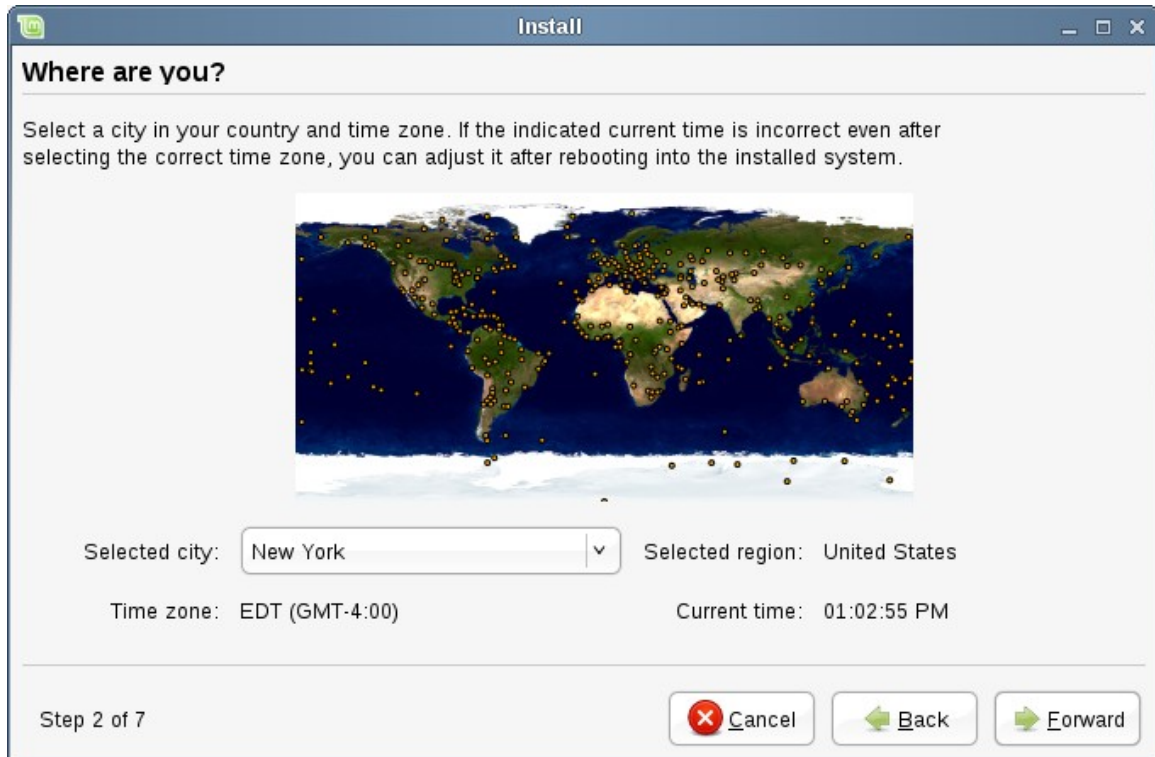 Install
Where are you?
Select a city in your country and time zone. If the indicated current time is incorrect even after
selecting the correct time zone, you can adjust it after rebooting into the installed system.
Selected city: New York Selected region: United States
Time zone: EDT (GMT-4:00) Current time: 01:02:55 PM
Step 2 of 7 Cancel Back Forward